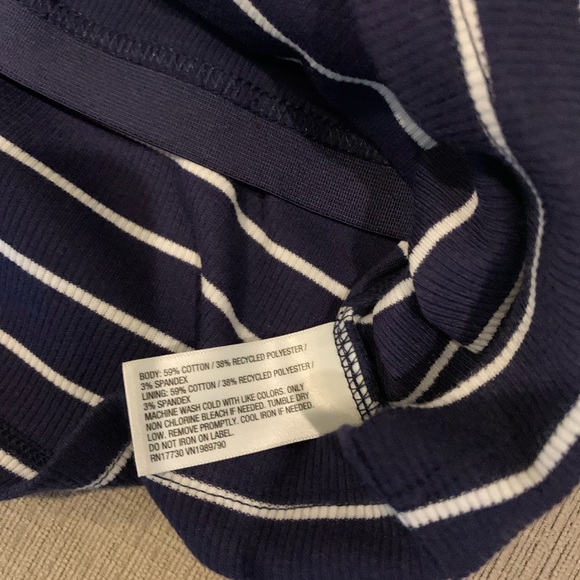 BODY: 59% COTTON / 38% RECYCLED POLYESTER /
3% SPANDEX
LINING: 59% COTTON / 38% RECYCLED POLYESTER /
3% SPANDEX
MACHINE WASH COLD WITH LIKE COLORS. ONLY
NON CHLORINE BLEACH IF NEEDED. TUMBLE DRY
LOW. REMOVE PROMPTLY. COOL IRON IF NEEDED.
DO NOT IRON ON LABEL.
RN17730 VN1989790